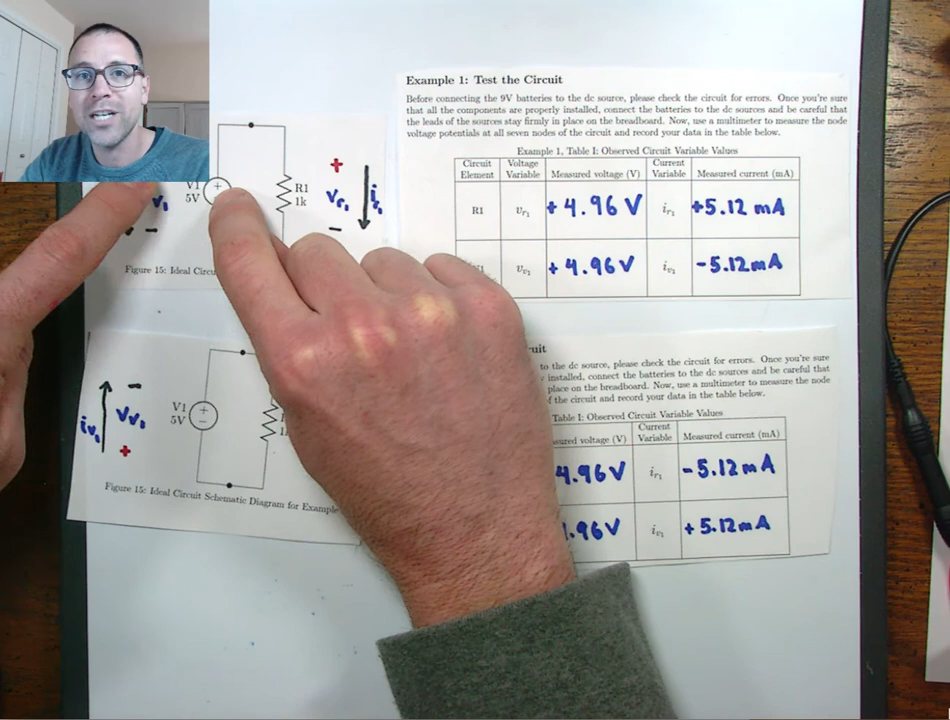 V1
5V
+
-
v₁
R1
1k
+
vr₁
-
ir₁
Figure 15: Ideal
Example 1: Test the Circuit
Before connecting the 9V batteries to the dc source, please check the circuit for errors. Once you're sure
that all the components are properly installed, connect the batteries to the dc sources and be careful that
the leads of the sources stay firmly in place on the breadboard. Now, use a multimeter to measure the node
voltage potentials at all seven nodes of the circuit and record your data in the table below.
Example 1, Table I: Observed Circuit Variable Values
Circuit Element Voltage Variable Measured voltage (V) Current Variable Measured current (mA)
R1 vr₁ +4.96 V ir₁ +5.12 mA
vv₁ +4.96V iv₁ -5.12mA
iv₁ vv₁
-
+
V1
5V
+
-
Figure 15: Ideal Circuit Schematic Diagram for Example
to the dc source, please check the circuit for errors. Once you're sure
installed, connect the batteries to the dc sources and be careful that
place on the breadboard. Now, use a multimeter to measure the node
the circuit and record your data in the table below.
Table I: Observed Circuit Variable Values
voltage (V) Current Variable Measured current (mA)
4.96V ir₁ -5.12mA
.96V iv₁ +5.12mA